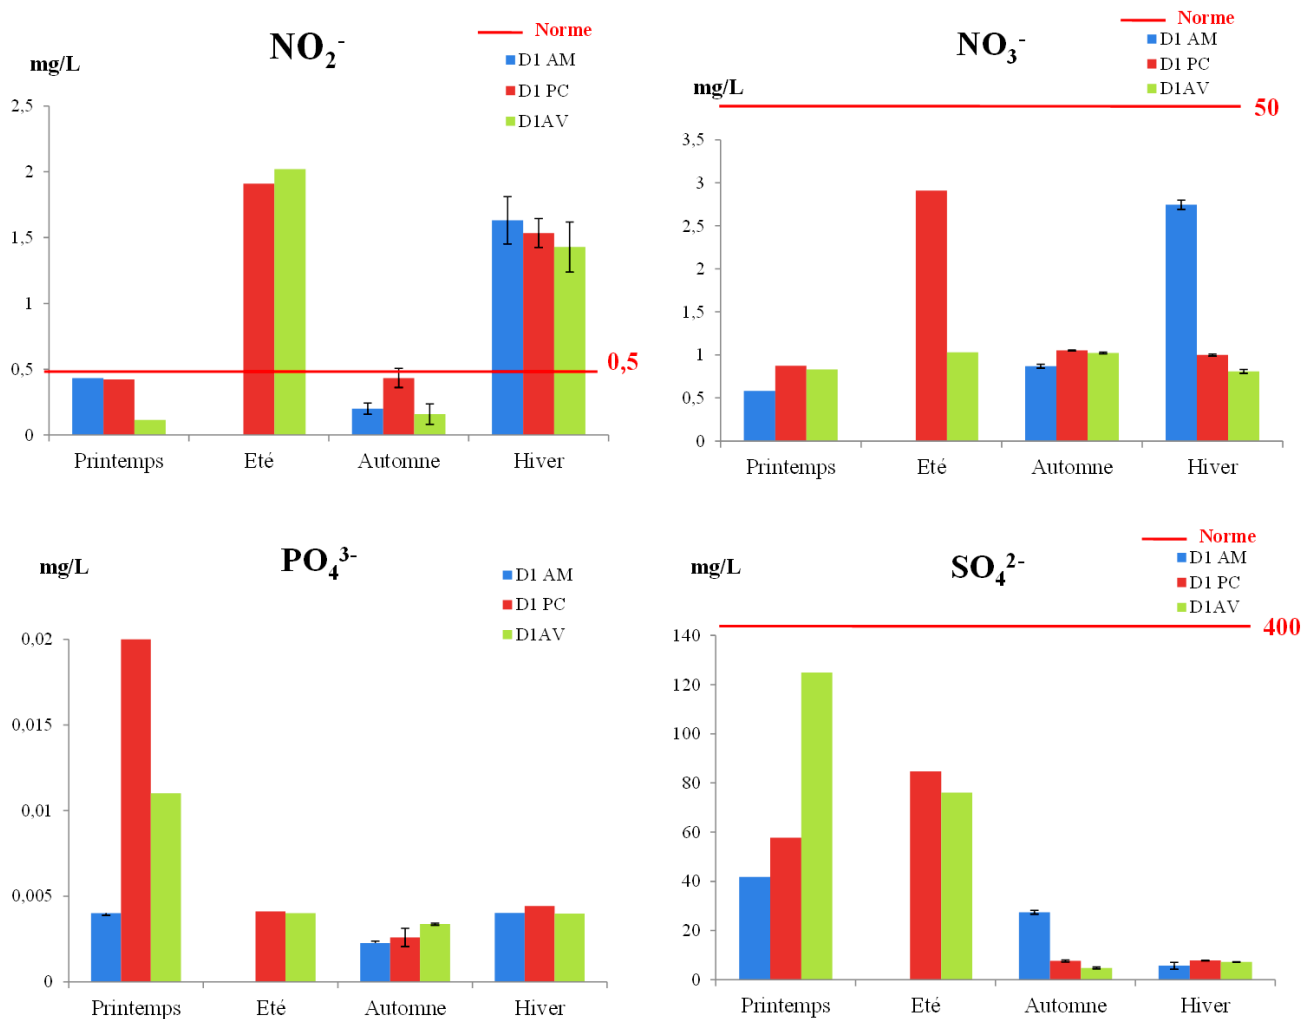 NO₂⁻
Norme
D1 AM
D1 PC
D1AV
mg/L
2,5
2
1,5
1
0,5
0
0,5
Printemps Eté Automne Hiver
NO₃⁻
Norme
D1 AM
D1 PC
D1AV
mg/L
50
3,5
3
2,5
2
1,5
1
0,5
0
Printemps Eté Automne Hiver
PO₄³⁻
mg/L
D1 AM
D1 PC
D1AV
0,02
0,015
0,01
0,005
0
Printemps Eté Automne Hiver
SO₄²⁻
Norme
D1 AM
D1 PC
D1AV
mg/L
400
140
120
100
80
60
40
20
0
Printemps Eté Automne Hiver